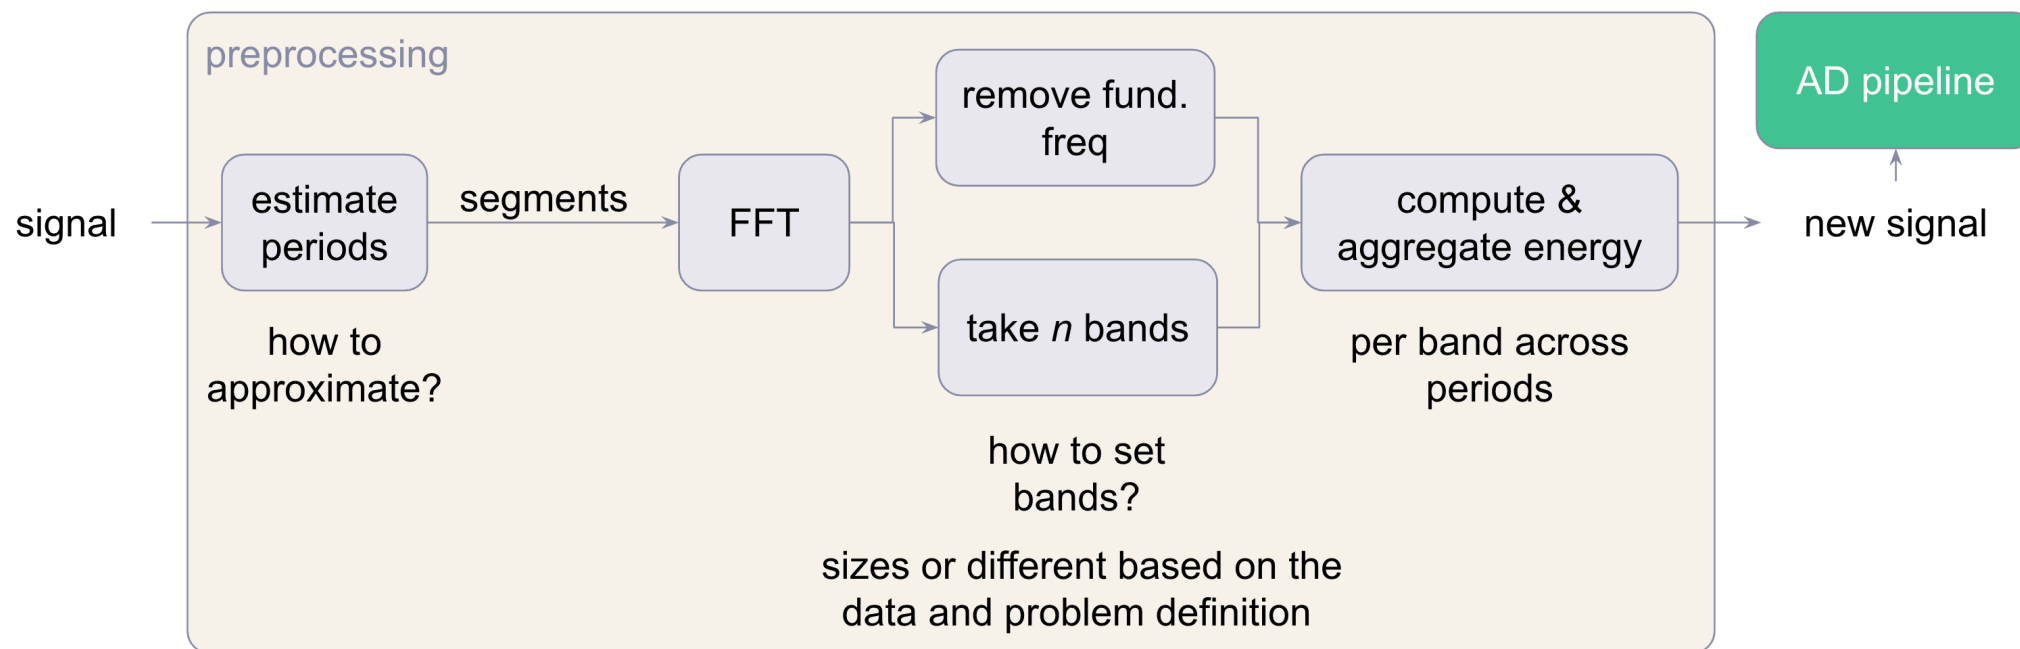 preprocessing
signal
estimate
periods
how to
approximate?
segments
FFT
remove fund.
freq
take n bands
how to set
bands?
sizes or different based on the
data and problem definition
compute &
aggregate energy
per band across
periods
new signal
AD pipeline